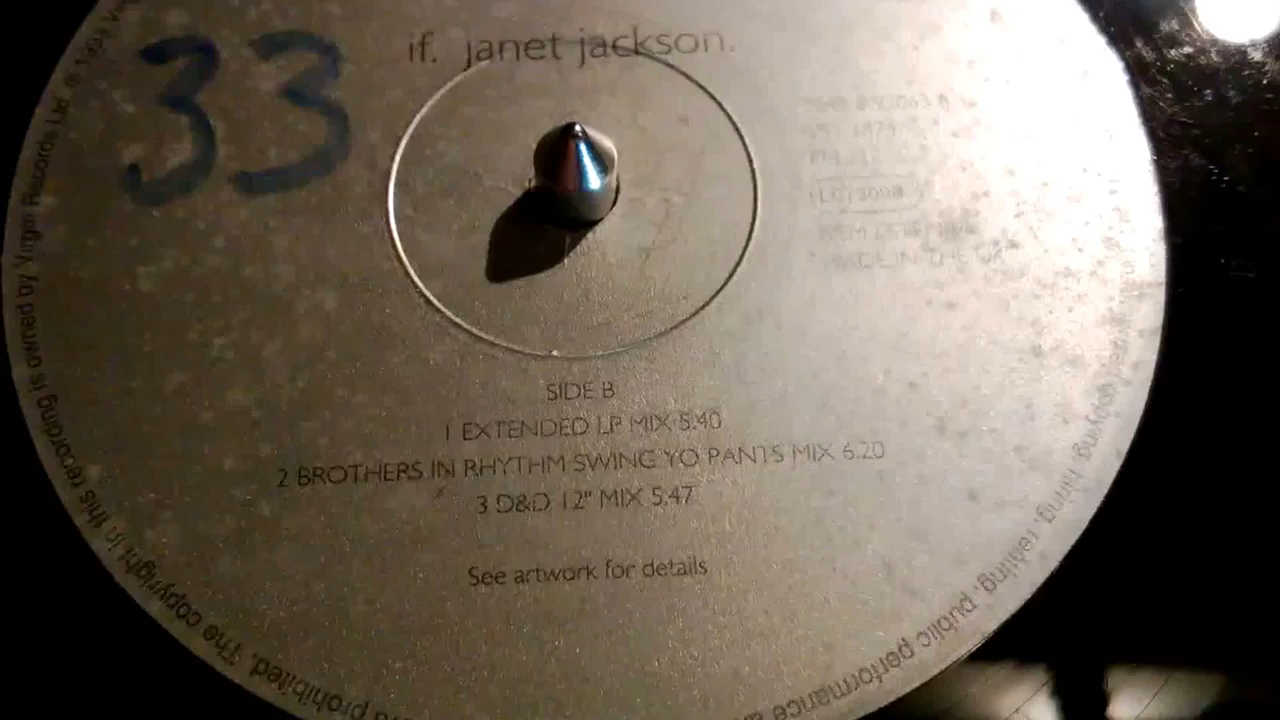 33
if. janet jackson.
LC 3098
MADE IN THE UK
SIDE B
1 EXTENDED LP MIX 5.40
2 BROTHERS IN RHYTHM SWING YO PANTS MIX 6.20
3 D&D 12" MIX 5.47
See artwork for details
copying, hiring, renting, public performance
prohibited. The copyright in this recording is owned by Virgin Records Ltd. ℗